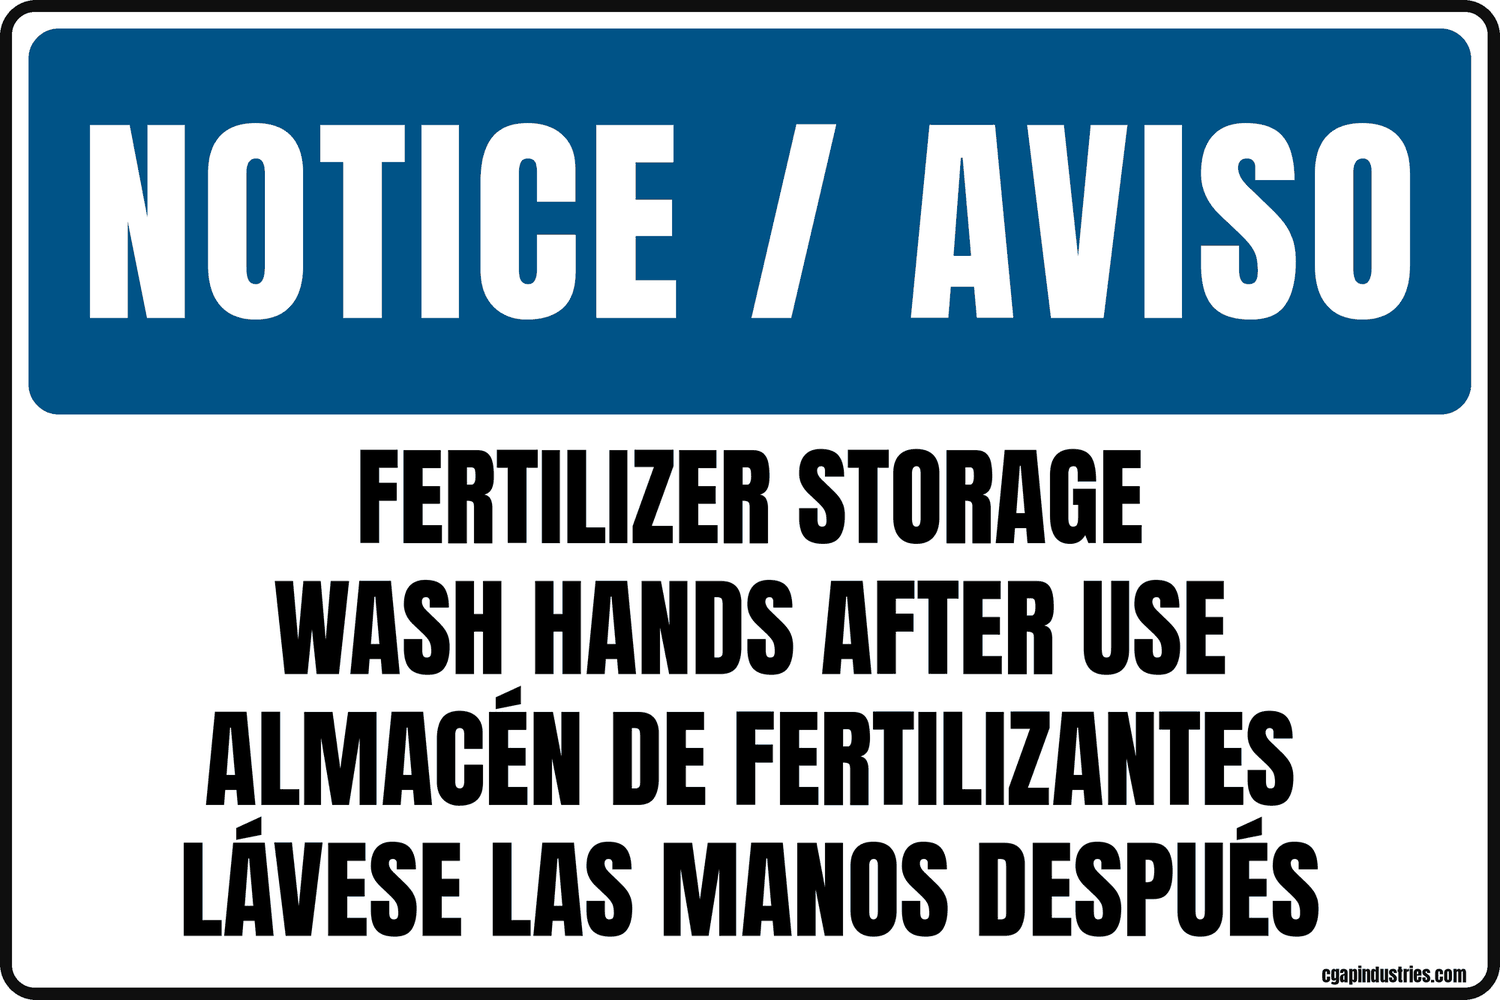 NOTICE / AVISO
FERTILIZER STORAGE
WASH HANDS AFTER USE
ALMACÉN DE FERTILIZANTES
LÁVESE LAS MANOS DESPUÉS
cgapindustries.com